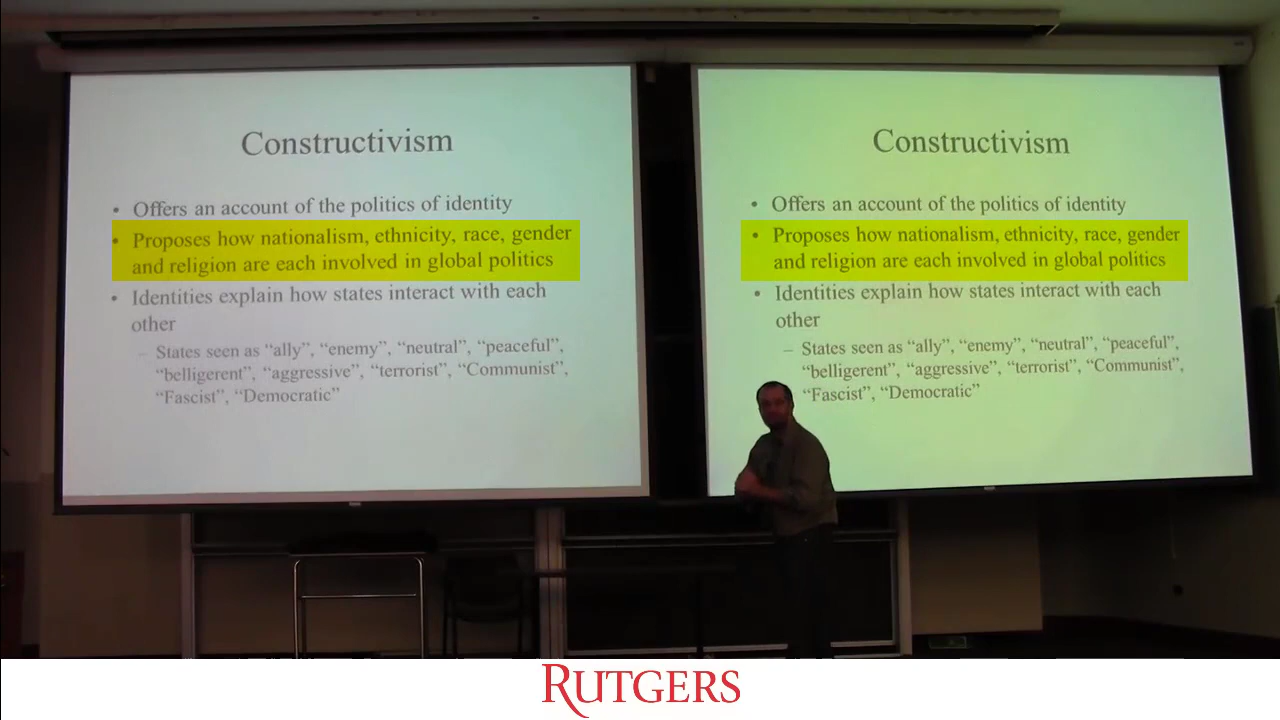 Constructivism
• Offers an account of the politics of identity
• Proposes how nationalism, ethnicity, race, gender
and religion are each involved in global politics
• Identities explain how states interact with each
other
– States seen as “ally”, “enemy”, “neutral”, “peaceful”,
“belligerent”, “aggressive”, “terrorist”, “Communist”,
“Fascist”, “Democratic”
Constructivism
• Offers an account of the politics of identity
• Proposes how nationalism, ethnicity, race, gender
and religion are each involved in global politics
• Identities explain how states interact with each
other
– States seen as “ally”, “enemy”, “neutral”, “peaceful”,
“belligerent”, “aggressive”, “terrorist”, “Communist”,
“Fascist”, “Democratic”
RUTGERS